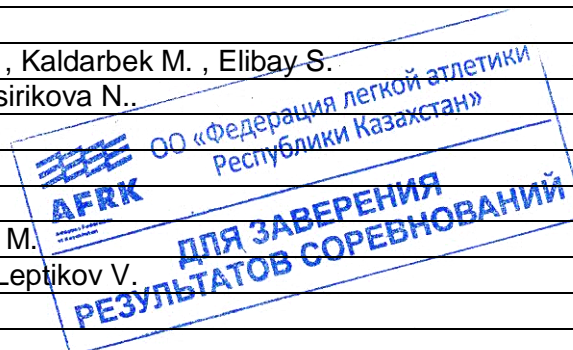 , Kaldarbek M. , Elibay S.
sirikova N..
ОО «Федерация легкой атлетики
Республики Казахстан»
AFRK
M.
Leptikov V.
ДЛЯ ЗАВЕРЕНИЯ
РЕЗУЛЬТАТОВ СОРЕВНОВАНИЙ